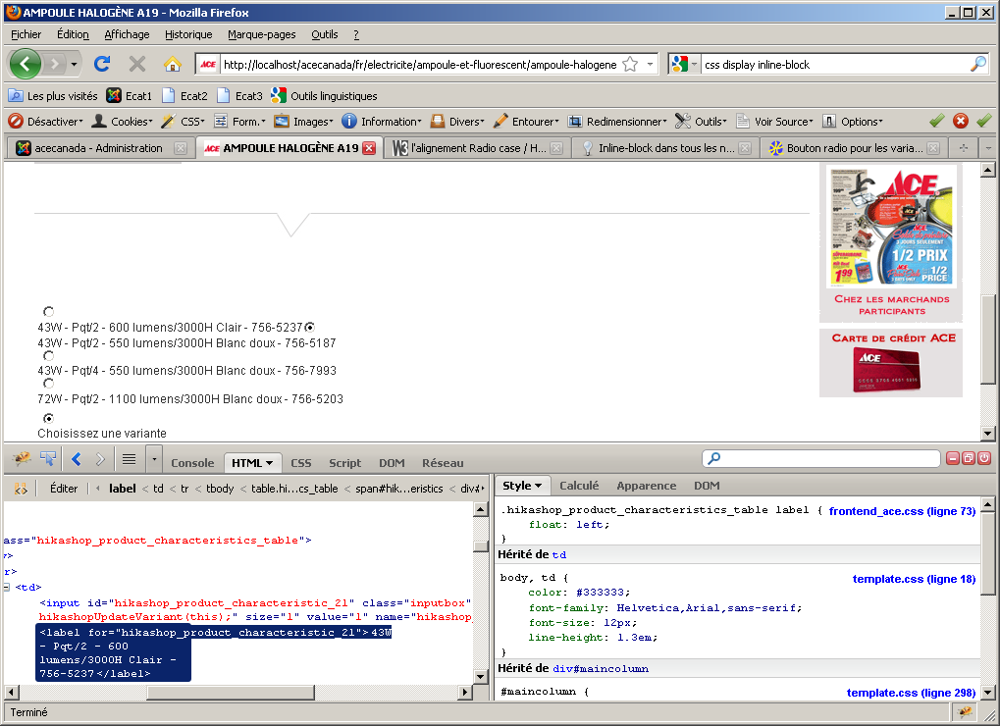 AMPOULE HALOGÈNE A19 - Mozilla Firefox
Fichier Édition Affichage Historique Marque-pages Outils ?
ACE http://localhost/acecanada/fr/electricite/ampoule-et-fluorescent/ampoule-halogene css display inline-block
Les plus visités Ecat1 Ecat2 Ecat3 Outils linguistiques
Désactiver Cookies CSS Form. Images Information Divers Entourer Redimensionner Outils Voir Source Options
acecanada - Administration ACE AMPOULE HALOGÈNE A19 W3 l'alignement Radio case / H... Inline-block dans tous les n... Bouton radio pour les varia...
ACE
1/2 PRIX
1/2 PRICE
1.99
CHEZ LES MARCHANDS
PARTICIPANTS
CARTE DE CRÉDIT ACE
ACE
43W - Pqt/2 - 600 lumens/3000H Clair - 756-5237
43W - Pqt/2 - 550 lumens/3000H Blanc doux - 756-5187
43W - Pqt/4 - 550 lumens/3000H Blanc doux - 756-7993
72W - Pqt/2 - 1100 lumens/3000H Blanc doux - 756-5203
Choisissez une variante
Console HTML CSS Script DOM Réseau
Éditer label < td < tr < tbody < table.hi...cs_table < span#hik...eristics < div#
ass="hikashop_product_characteristics_table">
>
r>
<td>
<input id="hikashop_product_characteristic_21" class="inputbox"
hikashopUpdateVariant(this);" size="1" value="1" name="hikashop
<label for="hikashop_product_characteristic_21">43W
- Pqt/2 - 600
lumens/3000H Clair -
756-5237</label>
Style Calculé Apparence DOM
.hikashop_product_characteristics_table label { frontend_ace.css (ligne 73)
float: left;
}
Hérité de td
body, td { template.css (ligne 18)
color: #333333;
font-family: Helvetica,Arial,sans-serif;
font-size: 12px;
line-height: 1.3em;
}
Hérité de div#maincolumn
#maincolumn { template.css (ligne 298)
Terminé